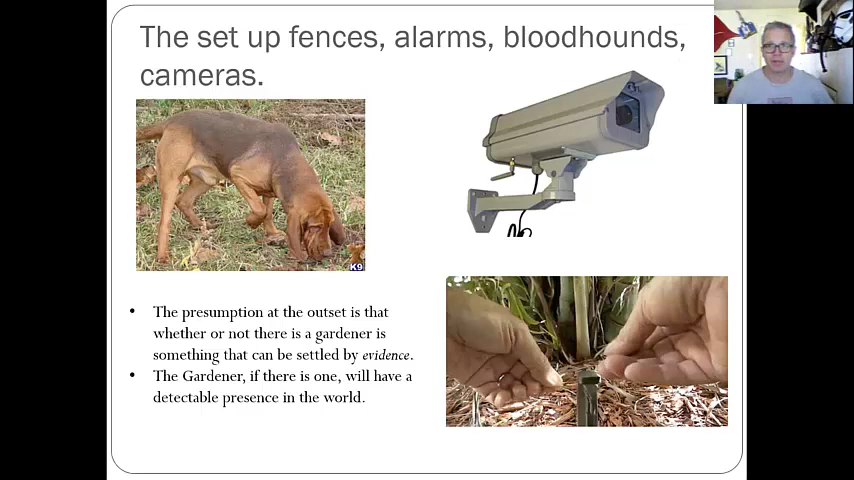 The set up fences, alarms, bloodhounds,
cameras.
K9
• The presumption at the outset is that
whether or not there is a gardener is
something that can be settled by evidence.
• The Gardener, if there is one, will have a
detectable presence in the world.